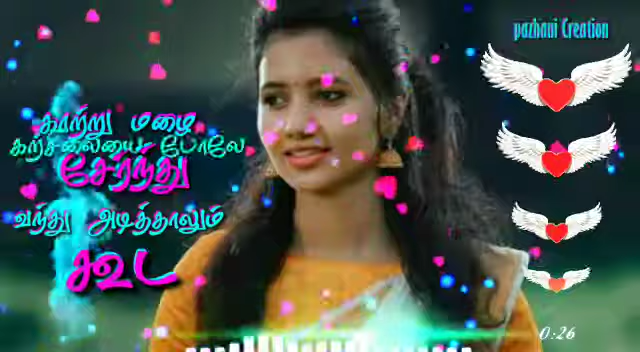 pazhani Creation
காற்று மழை
கற்சிலையை போலே
சேர்ந்து
வந்து அடித்தாலும்
கூட
0:26